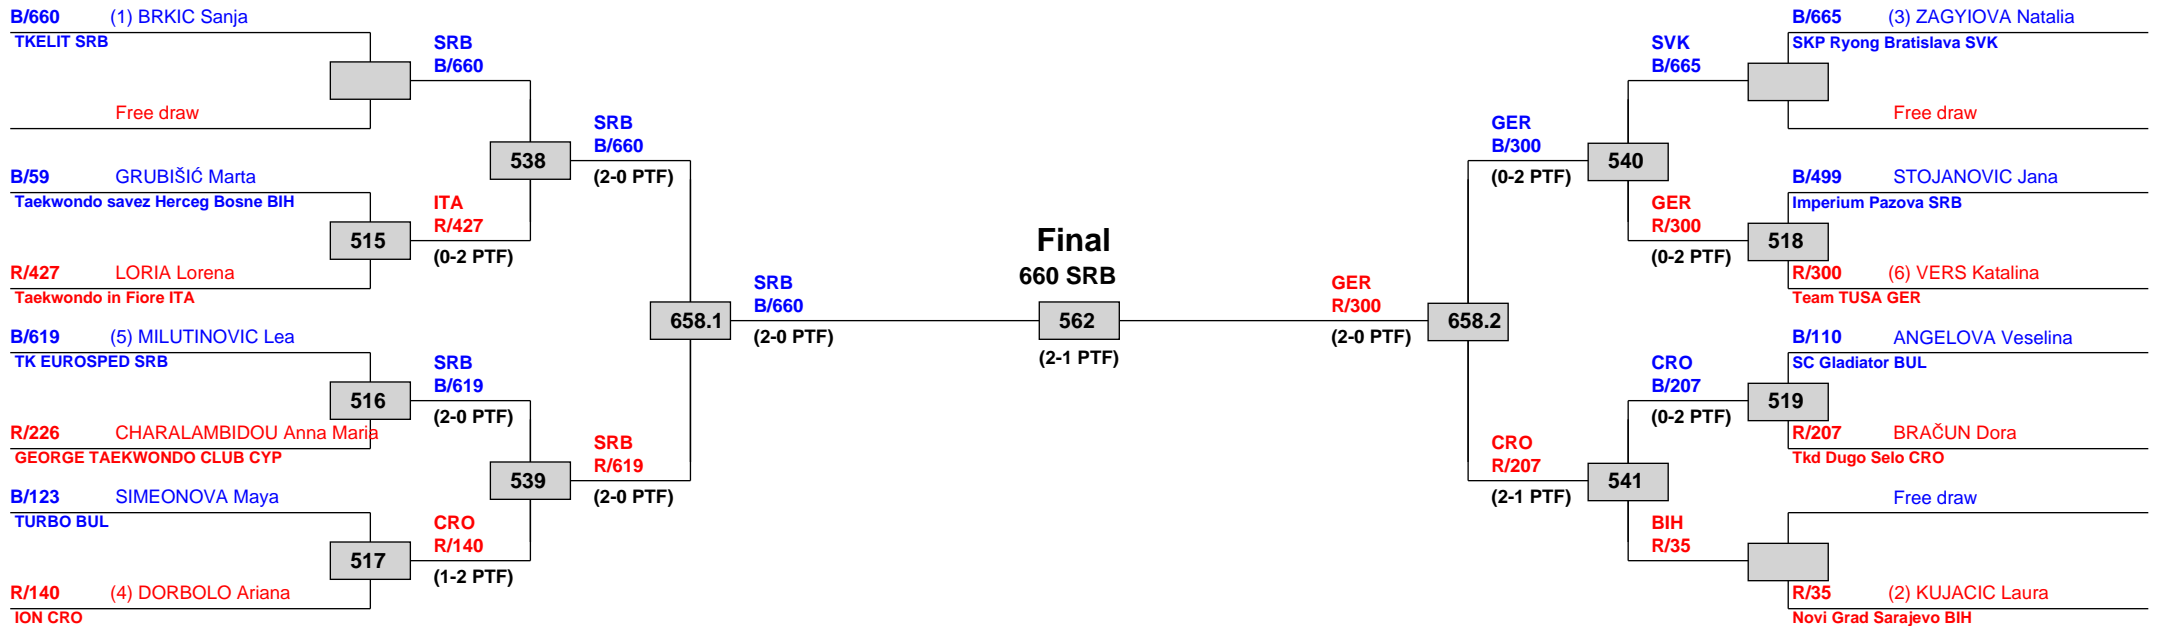 B/660 (1) BRKIC Sanja
TKELIT SRB
Free draw
B/59 GRUBIŠIĆ Marta
Taekwondo savez Herceg Bosne BIH
R/427 LORIA Lorena
Taekwondo in Fiore ITA
B/619 (5) MILUTINOVIC Lea
TK EUROSPED SRB
R/226 CHARALAMBIDOU Anna Maria
GEORGE TAEKWONDO CLUB CYP
B/123 SIMEONOVA Maya
TURBO BUL
R/140 (4) DORBOLO Ariana
ION CRO
515
516
517
SRB
B/660
ITA
R/427
(0-2 PTF)
SRB
B/619
(2-0 PTF)
CRO
R/140
(1-2 PTF)
538
539
SRB
B/660
(2-0 PTF)
SRB
R/619
(2-0 PTF)
658.1
SRB
B/660
(2-0 PTF)
Final
660 SRB
562
(2-1 PTF)
GER
R/300
(2-0 PTF)
658.2
GER
B/300
(0-2 PTF)
CRO
R/207
(2-1 PTF)
540
541
SVK
B/665
GER
R/300
(0-2 PTF)
CRO
B/207
(0-2 PTF)
BIH
R/35
518
519
B/665 (3) ZAGYIOVA Natalia
SKP Ryong Bratislava SVK
Free draw
B/499 STOJANOVIC Jana
Imperium Pazova SRB
R/300 (6) VERS Katalina
Team TUSA GER
B/110 ANGELOVA Veselina
SC Gladiator BUL
R/207 BRAČUN Dora
Tkd Dugo Selo CRO
Free draw
R/35 (2) KUJACIC Laura
Novi Grad Sarajevo BIH